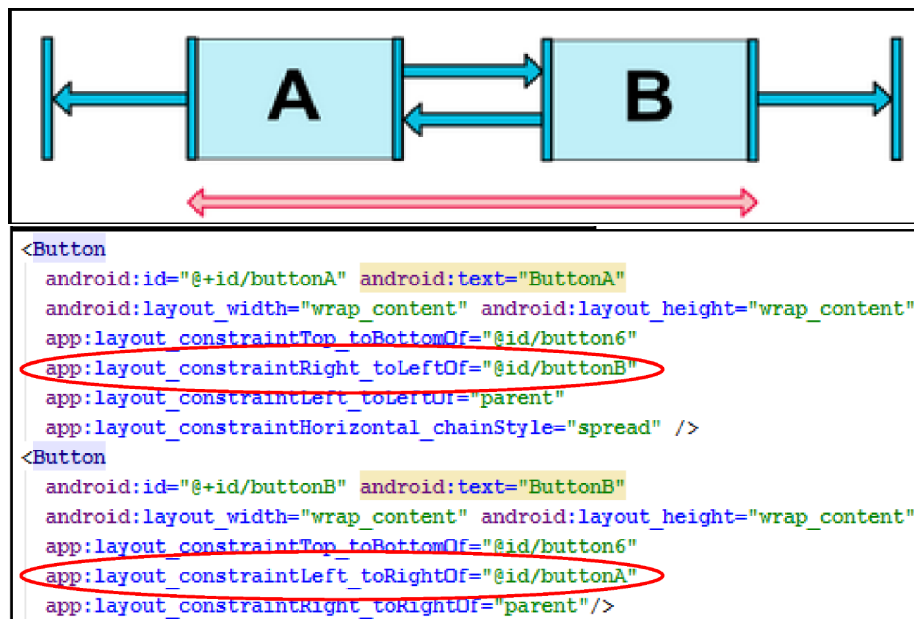 A B
<Button
android:id="@+id/buttonA" android:text="ButtonA"
android:layout_width="wrap_content" android:layout_height="wrap_content"
app:layout_constraintTop_toBottomOf="@id/button6"
app:layout_constraintRight_toLeftOf="@id/buttonB"
app:layout_constraintLeft_toLeftOf="parent"
app:layout_constraintHorizontal_chainStyle="spread" />
<Button
android:id="@+id/buttonB" android:text="ButtonB"
android:layout_width="wrap_content" android:layout_height="wrap_content"
app:layout_constraintTop_toBottomOf="@id/button6"
app:layout_constraintLeft_toRightOf="@id/buttonA"
app:layout_constraintRight_toRightOf="parent"/>